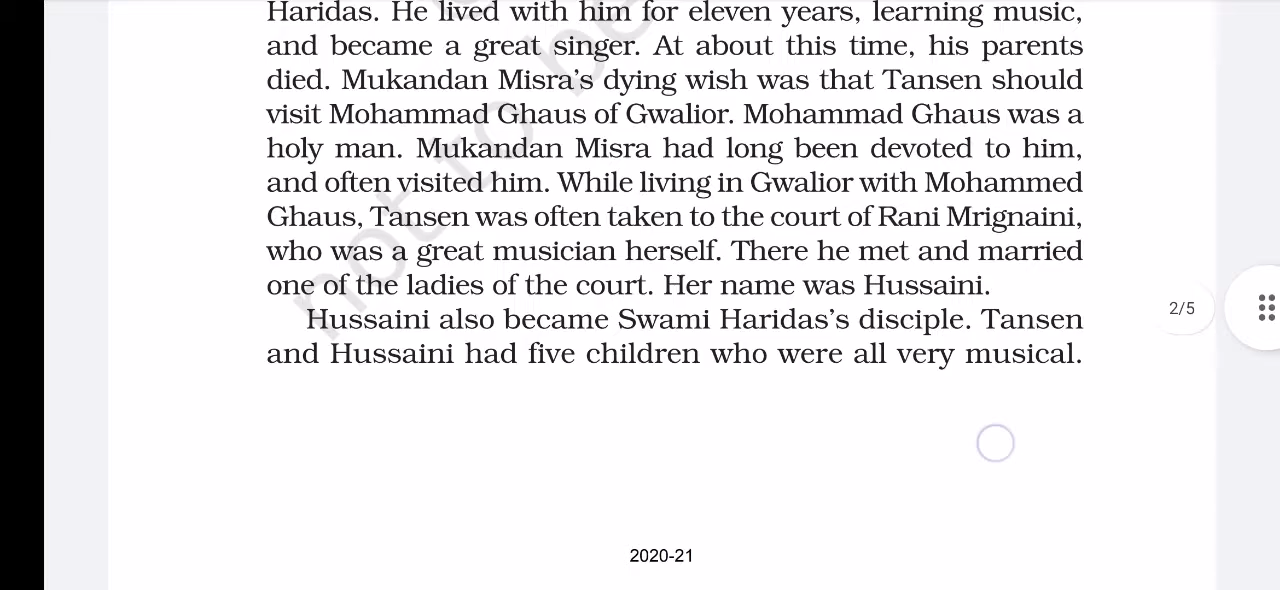 Haridas. He lived with him for eleven years, learning music,
and became a great singer. At about this time, his parents
died. Mukandan Misra's dying wish was that Tansen should
visit Mohammad Ghaus of Gwalior. Mohammad Ghaus was a
holy man. Mukandan Misra had long been devoted to him,
and often visited him. While living in Gwalior with Mohammed
Ghaus, Tansen was often taken to the court of Rani Mrignaini,
who was a great musician herself. There he met and married
one of the ladies of the court. Her name was Hussaini.
Hussaini also became Swami Haridas's disciple. Tansen
and Hussaini had five children who were all very musical.
2/5
2020-21
not to be